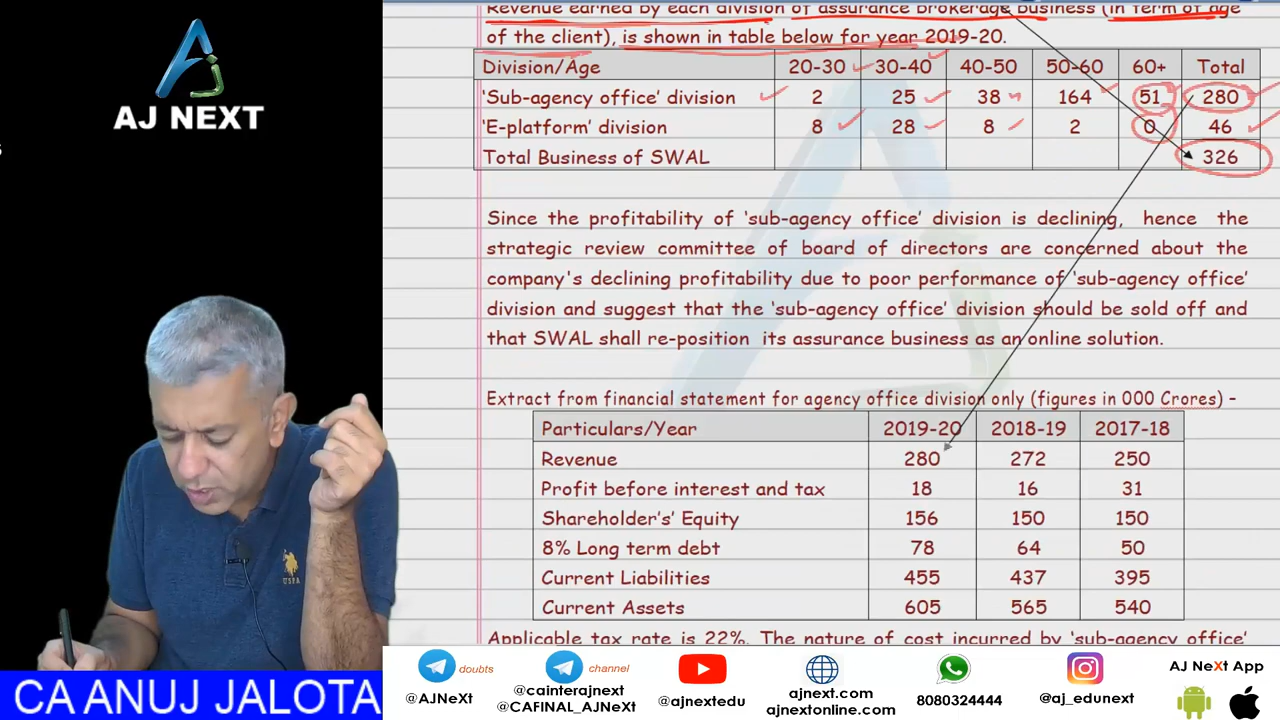 AJ NEXT
Revenue earned by each division of assurance brokerage business (in term of age
of the client), is shown in table below for year 2019-20.
Division/Age 20-30 30-40 40-50 50-60 60+ Total
'Sub-agency office' division 2 25 38 164 51 280
'E-platform' division 8 28 8 2 0 46
Total Business of SWAL 326
Since the profitability of 'sub-agency office' division is declining, hence the
strategic review committee of board of directors are concerned about the
company's declining profitability due to poor performance of 'sub-agency office'
division and suggest that the 'sub-agency office' division should be sold off and
that SWAL shall re-position its assurance business as an online solution.
Extract from financial statement for agency office division only (figures in 000 Crores) –
Particulars/Year 2019-20 2018-19 2017-18
Revenue 280 272 250
Profit before interest and tax 18 16 31
Shareholder's' Equity 156 150 150
8% Long term debt 78 64 50
Current Liabilities 455 437 395
Current Assets 605 565 540
Applicable tax rate is 22%. The nature of cost incurred by 'sub-agency office'
CA ANUJ JALOTA
doubts
@AJNeXt
channel
@cainterajnext
@CAFINAL_AJNeXt
@ajnextedu
ajnext.com
ajnextonline.com
8080324444
@aj_edunext
AJ NeXt App
USPA